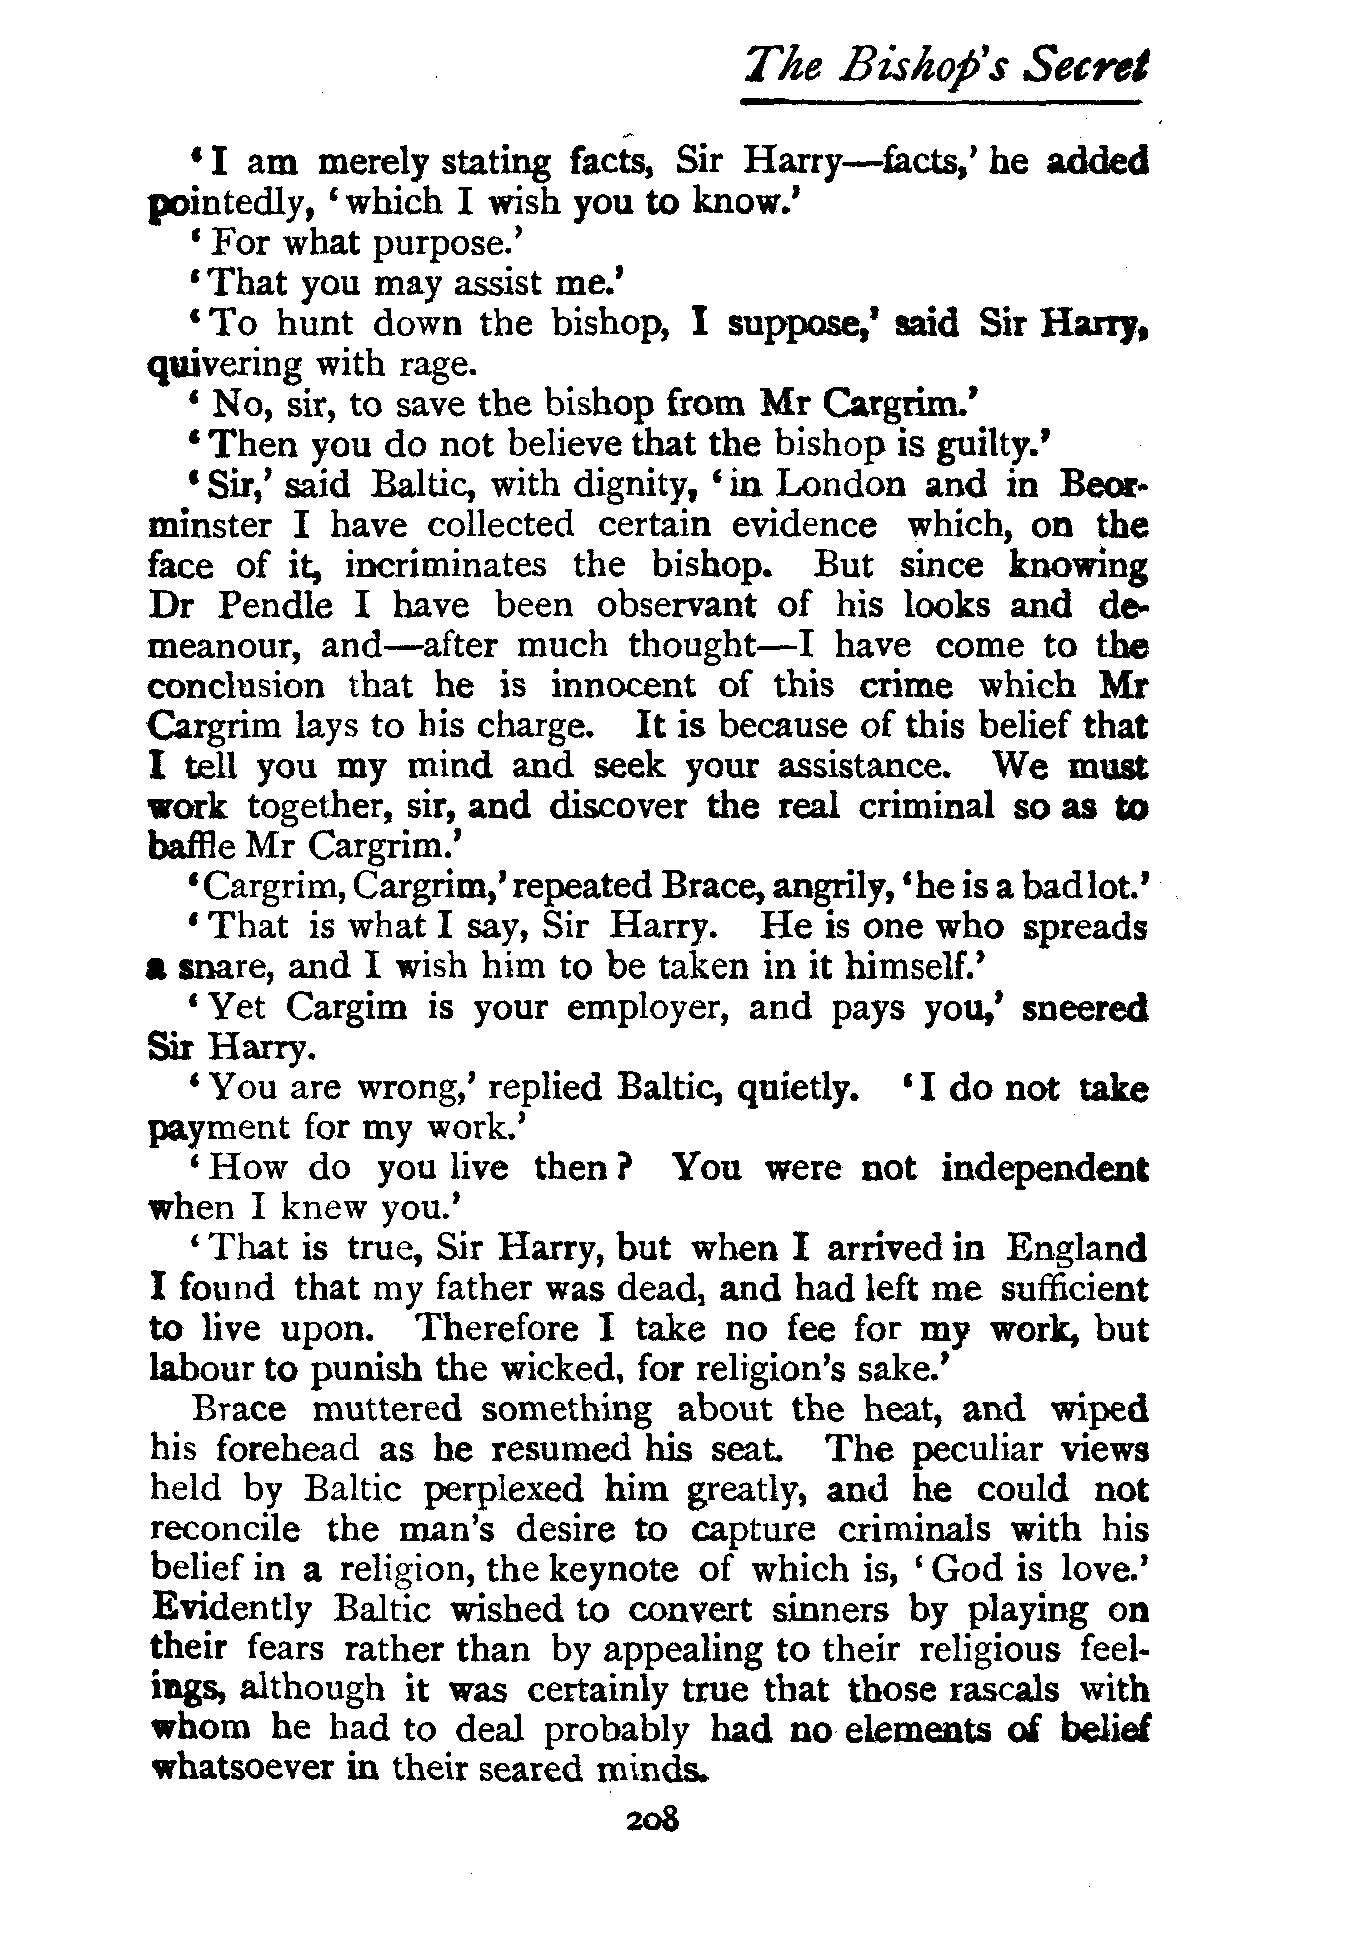 The Bishop's Secret
'I am merely stating facts, Sir Harry—facts,' he added
pointedly, 'which I wish you to know.'
'For what purpose.'
'That you may assist me.'
'To hunt down the bishop, I suppose,' said Sir Harry,
quivering with rage.
'No, sir, to save the bishop from Mr Cargrim.'
'Then you do not believe that the bishop is guilty.'
'Sir,' said Baltic, with dignity, 'in London and in Beor-
minster I have collected certain evidence which, on the
face of it, incriminates the bishop. But since knowing
Dr Pendle I have been observant of his looks and de-
meanour, and—after much thought—I have come to the
conclusion that he is innocent of this crime which Mr
Cargrim lays to his charge. It is because of this belief that
I tell you my mind and seek your assistance. We must
work together, sir, and discover the real criminal so as to
baffle Mr Cargrim.'
'Cargrim, Cargrim,' repeated Brace, angrily, 'he is a bad lot.'
'That is what I say, Sir Harry. He is one who spreads
a snare, and I wish him to be taken in it himself.'
'Yet Cargim is your employer, and pays you,' sneered
Sir Harry.
'You are wrong,' replied Baltic, quietly. 'I do not take
payment for my work.'
'How do you live then? You were not independent
when I knew you.'
'That is true, Sir Harry, but when I arrived in England
I found that my father was dead, and had left me sufficient
to live upon. Therefore I take no fee for my work, but
labour to punish the wicked, for religion's sake.'
Brace muttered something about the heat, and wiped
his forehead as he resumed his seat. The peculiar views
held by Baltic perplexed him greatly, and he could not
reconcile the man's desire to capture criminals with his
belief in a religion, the keynote of which is, 'God is love.'
Evidently Baltic wished to convert sinners by playing on
their fears rather than by appealing to their religious feel-
ings, although it was certainly true that those rascals with
whom he had to deal probably had no elements of belief
whatsoever in their seared minds.
208